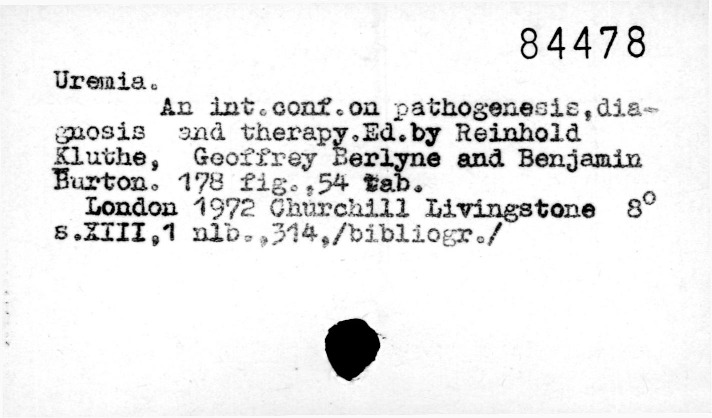 84478
Uremia.
An int.conf.on pathogenesis,dia-
gnosis and therapy.Ed.by Reinhold
Kluthe, Geoffrey Berlyne and Benjamin
Burton. 178 fig.,54 tab.
London 1972 Churchill Livingstone 8°
s.XIII,1 nlb.,314,/bibliogr./